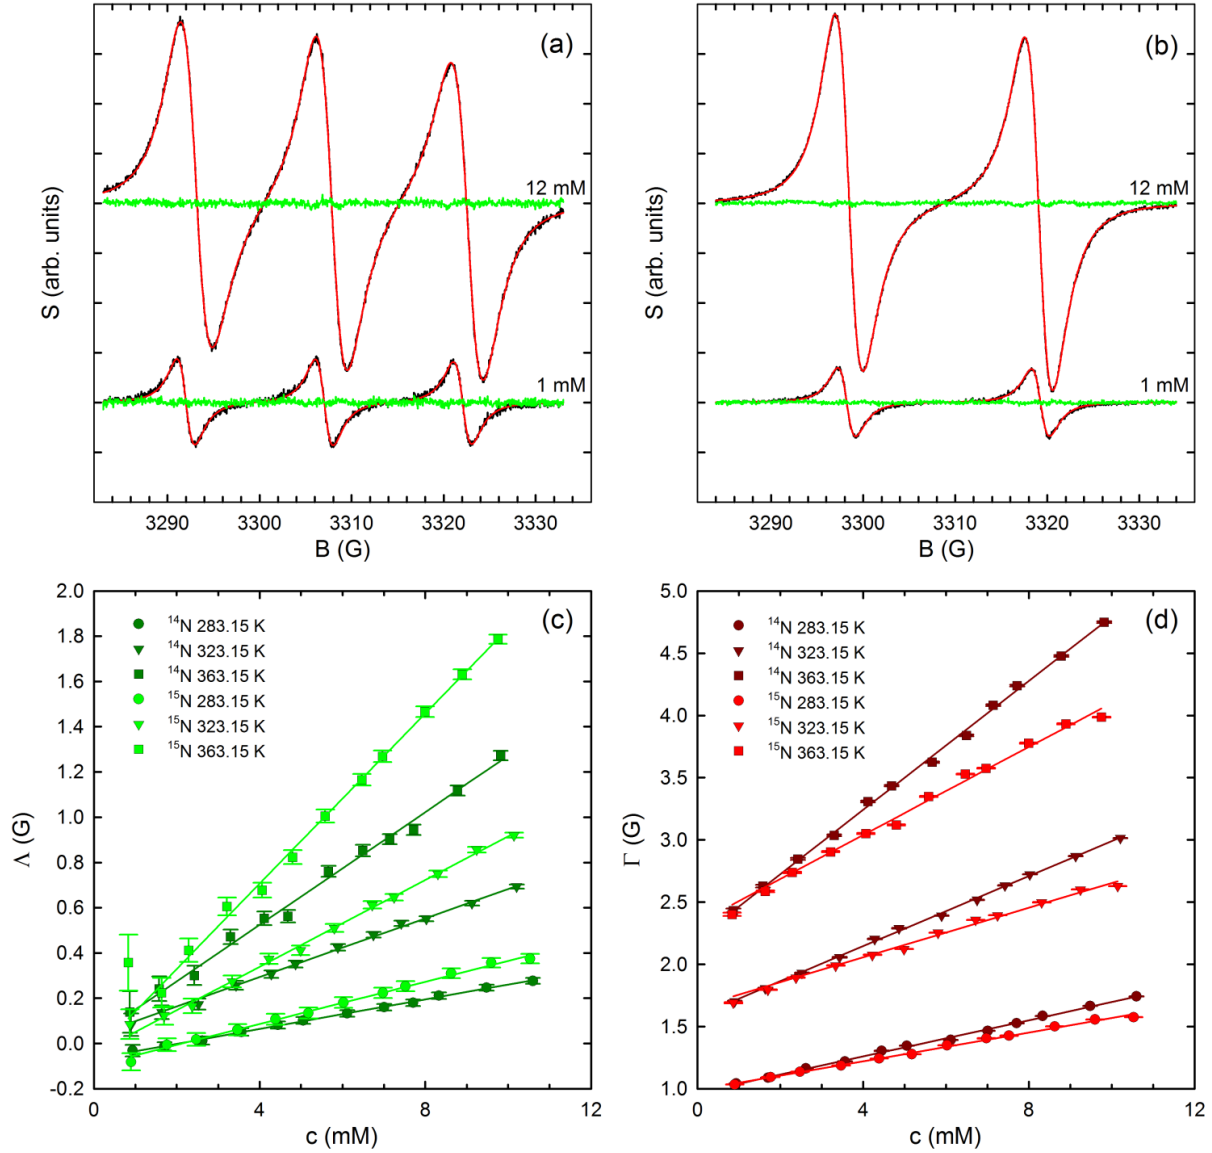 (a)
12 mM
1 mM
S (arb. units)
3290 3300 3310 3320 3330
B (G)
(b)
12 mM
1 mM
S (arb. units)
3290 3300 3310 3320 3330
B (G)
(c)
¹⁴N 283.15 K
¹⁴N 323.15 K
¹⁴N 363.15 K
¹⁵N 283.15 K
¹⁵N 323.15 K
¹⁵N 363.15 K
2.0
1.8
1.6
1.4
1.2
1.0
0.8
0.6
0.4
0.2
0.0
-0.2
Λ (G)
0 4 8 12
c (mM)
(d)
¹⁴N 283.15 K
¹⁴N 323.15 K
¹⁴N 363.15 K
¹⁵N 283.15 K
¹⁵N 323.15 K
¹⁵N 363.15 K
5.0
4.5
4.0
3.5
3.0
2.5
2.0
1.5
1.0
Γ (G)
0 2 4 6 8 10 12
c (mM)